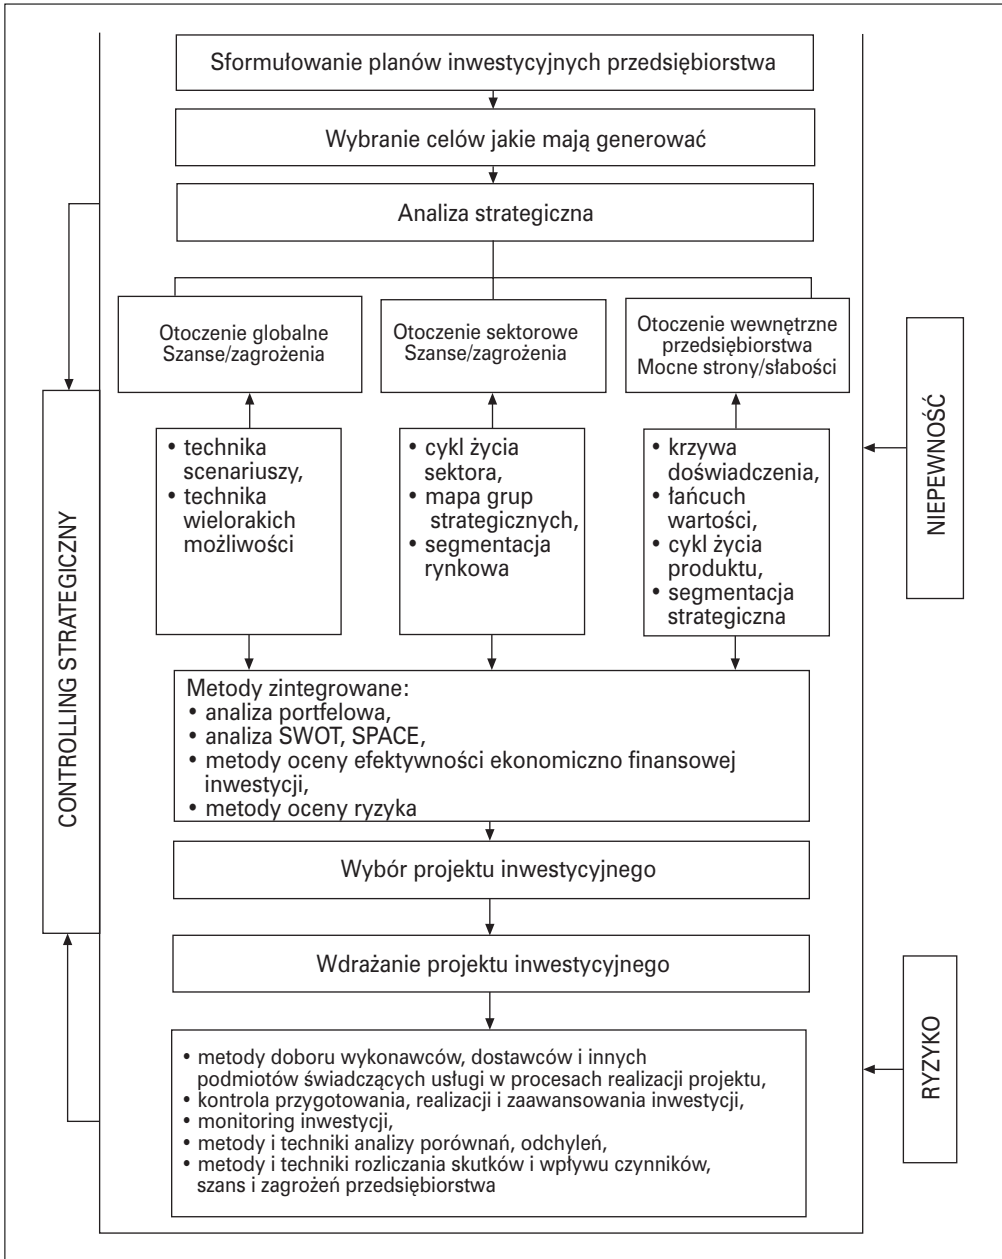 Sformułowanie planów inwestycyjnych przedsiębiorstwa
Wybranie celów jakie mają generować
Analiza strategiczna
Otoczenie globalne
Szanse/zagrożenia
Otoczenie sektorowe
Szanse/zagrożenia
Otoczenie wewnętrzne
przedsiębiorstwa
Mocne strony/słabości
• technika
scenariuszy,
• technika
wielorakich
możliwości
• cykl życia
sektora,
• mapa grup
strategicznych,
• segmentacja
rynkowa
• krzywa
doświadczenia,
• łańcuch
wartości,
• cykl życia
produktu,
• segmentacja
strategiczna
Metody zintegrowane:
• analiza portfelowa,
• analiza SWOT, SPACE,
• metody oceny efektywności ekonomiczno finansowej
inwestycji,
• metody oceny ryzyka
Wybór projektu inwestycyjnego
Wdrażanie projektu inwestycyjnego
• metody doboru wykonawców, dostawców i innych
podmiotów świadczących usługi w procesach realizacji projektu,
• kontrola przygotowania, realizacji i zaawansowania inwestycji,
• monitoring inwestycji,
• metody i techniki analizy porównań, odchyleń,
• metody i techniki rozliczania skutków i wpływu czynników,
szans i zagrożeń przedsiębiorstwa
CONTROLLING STRATEGICZNY
NIEPEWNOŚĆ
RYZYKO